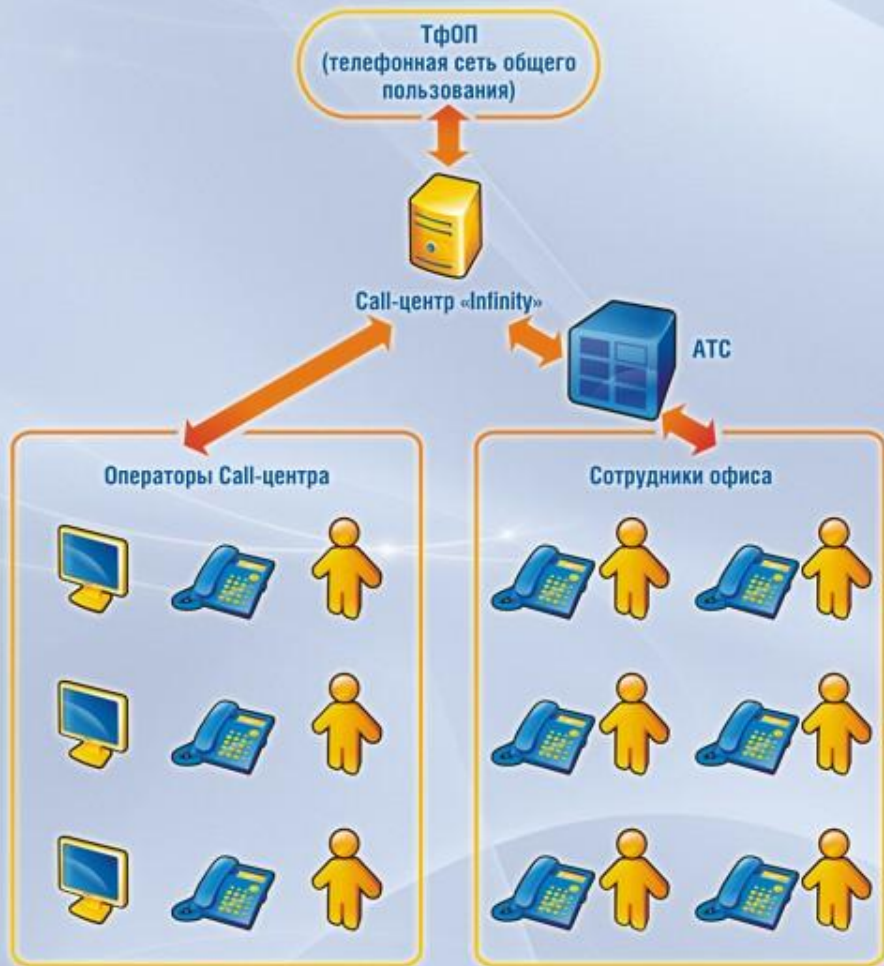 ТфОП
(телефонная сеть общего
пользования)
Call-центр «Infinity»
АТС
Операторы Call-центра
Сотрудники офиса